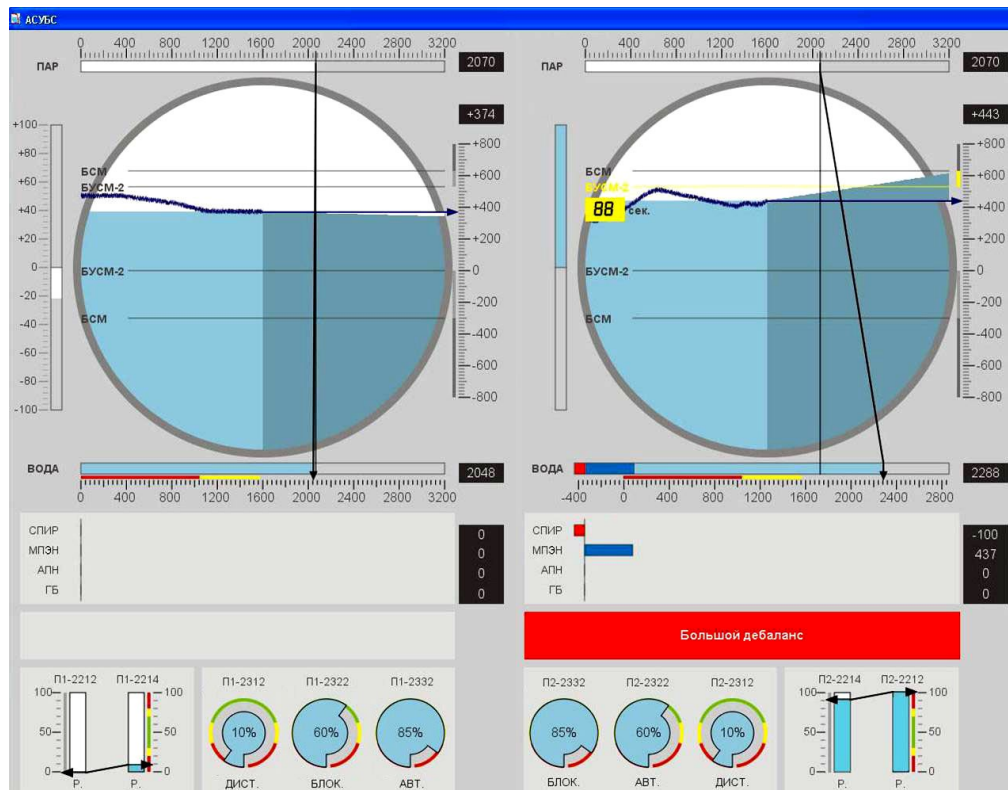 АСУБС
0 400 800 1200 1600 2000 2400 2800 3200
ПАР
2070
+374
+100
+80
+60
+40
+20
0
-20
-40
-60
-80
-100
БСМ
БУСМ-2
БУСМ-2
БСМ
+800
+600
+400
+200
0
-200
-400
-600
-800
ВОДА
2048
0 400 800 1200 1600 2000 2400 2800 3200
СПИР 0
МПЭН 0
АПН 0
ГБ 0
П1-2212 П1-2214
100 100
50 50
0 0
Р. Р.
П1-2312 П1-2322 П1-2332
10% 60% 85%
ДИСТ. БЛОК. АВТ.
0 400 800 1200 1600 2000 2400 2800 3200
ПАР
2070
+443
БСМ
БУСМ-2
88 сек.
БУСМ-2
БСМ
+800
+600
+400
+200
0
-200
-400
-600
-800
ВОДА
2288
-400 0 400 800 1200 1600 2000 2400 2800
СПИР -100
МПЭН 437
АПН 0
ГБ 0
Большой дебаланс
П2-2332 П2-2322 П2-2312
85% 60% 10%
БЛОК. АВТ. ДИСТ.
П2-2214 П2-2212
100 100
50 50
0 0
Р. Р.